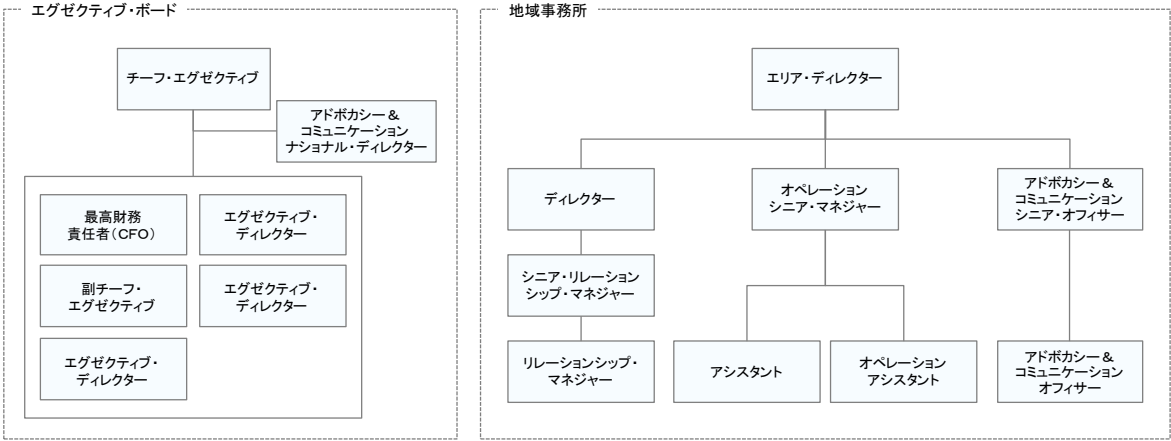 エグゼクティブ・ボード
チーフ・エグゼクティブ
アドボカシー＆
コミュニケーション
ナショナル・ディレクター
最高財務
責任者（CFO）
エグゼクティブ・
ディレクター
副チーフ・
エグゼクティブ
エグゼクティブ・
ディレクター
エグゼクティブ・
ディレクター
地域事務所
エリア・ディレクター
ディレクター
オペレーション
シニア・マネジャー
アドボカシー＆
コミュニケーション
シニア・オフィサー
シニア・リレーション
シップ・マネジャー
リレーションシップ・
マネジャー
アシスタント
オペレーション
アシスタント
アドボカシー＆
コミュニケーション
オフィサー